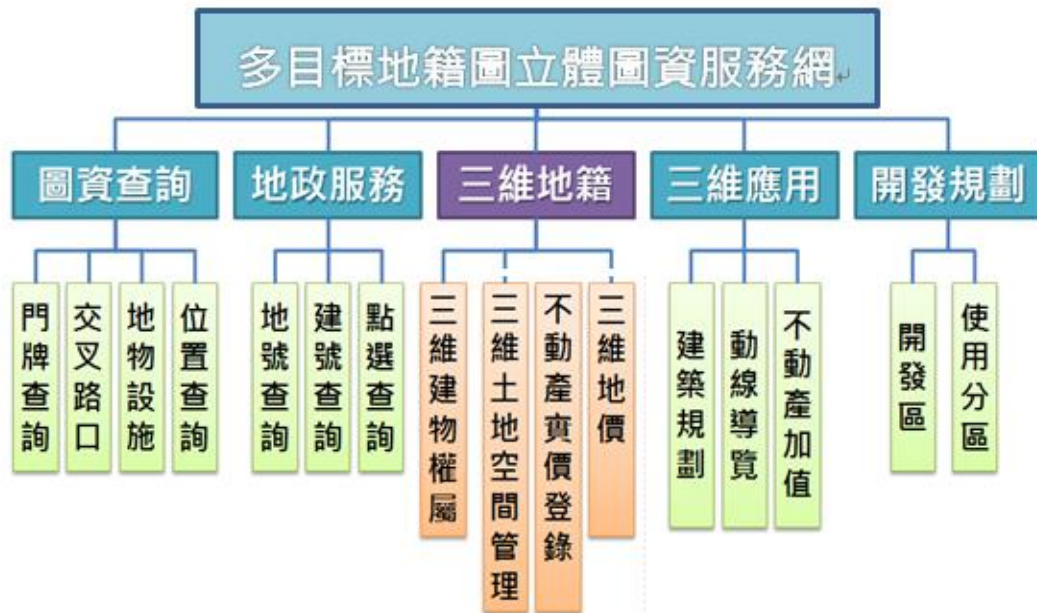 多目標地籍圖立體圖資服務網
圖資查詢
地政服務
三維地籍
三維應用
開發規劃
門牌查詢
交叉路口
地物設施
位置查詢
地號查詢
建號查詢
點選查詢
三維建物權屬
三維土地空間管理
不動產實價登錄
三維地價
建築規劃
動線導覽
不動產加值
開發區
使用分區